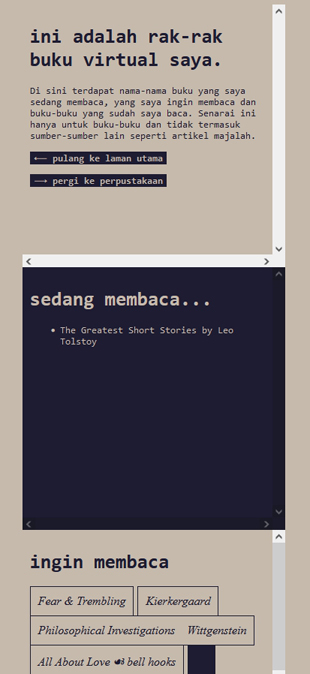 ini adalah rak-rak
buku virtual saya.
Di sini terdapat nama-nama buku yang saya
sedang membaca, yang saya ingin membaca dan
buku-buku yang sudah saya baca. Senarai ini
hanya untuk buku-buku dan tidak termasuk
sumber-sumber lain seperti artikel majalah.
⟵ pulang ke laman utama
⟶ pergi ke perpustakaan
sedang membaca...
• The Greatest Short Stories by Leo
Tolstoy
ingin membaca
Fear & Trembling Kierkergaard
Philosophical Investigations Wittgenstein
All About Love ☙ bell hooks